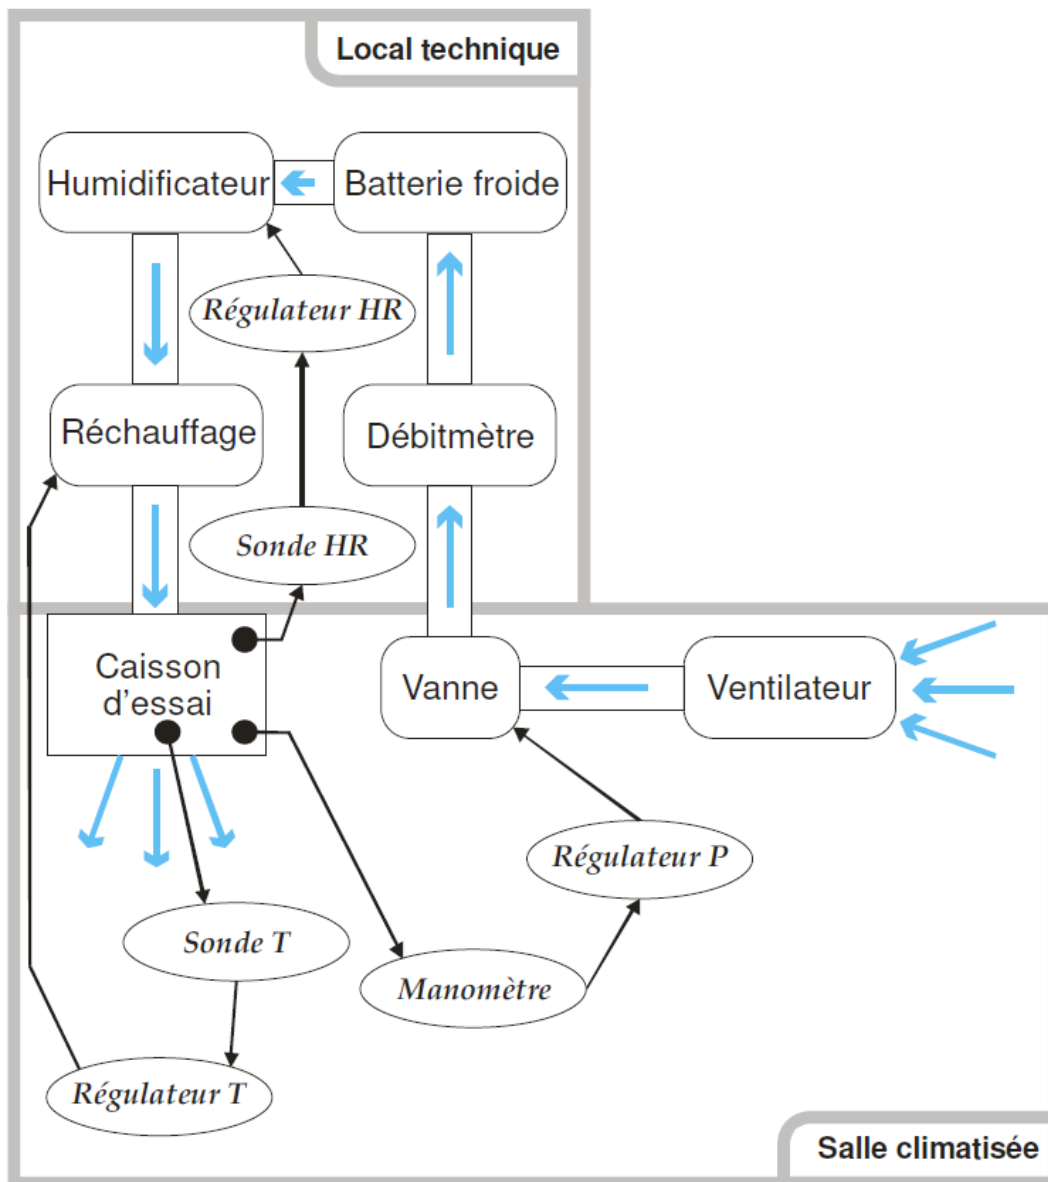 Local technique
Humidificateur
Batterie froide
Régulateur HR
Réchauffage
Débitmètre
Sonde HR
Caisson
d'essai
Vanne
Ventilateur
Régulateur P
Sonde T
Manomètre
Régulateur T
Salle climatisée